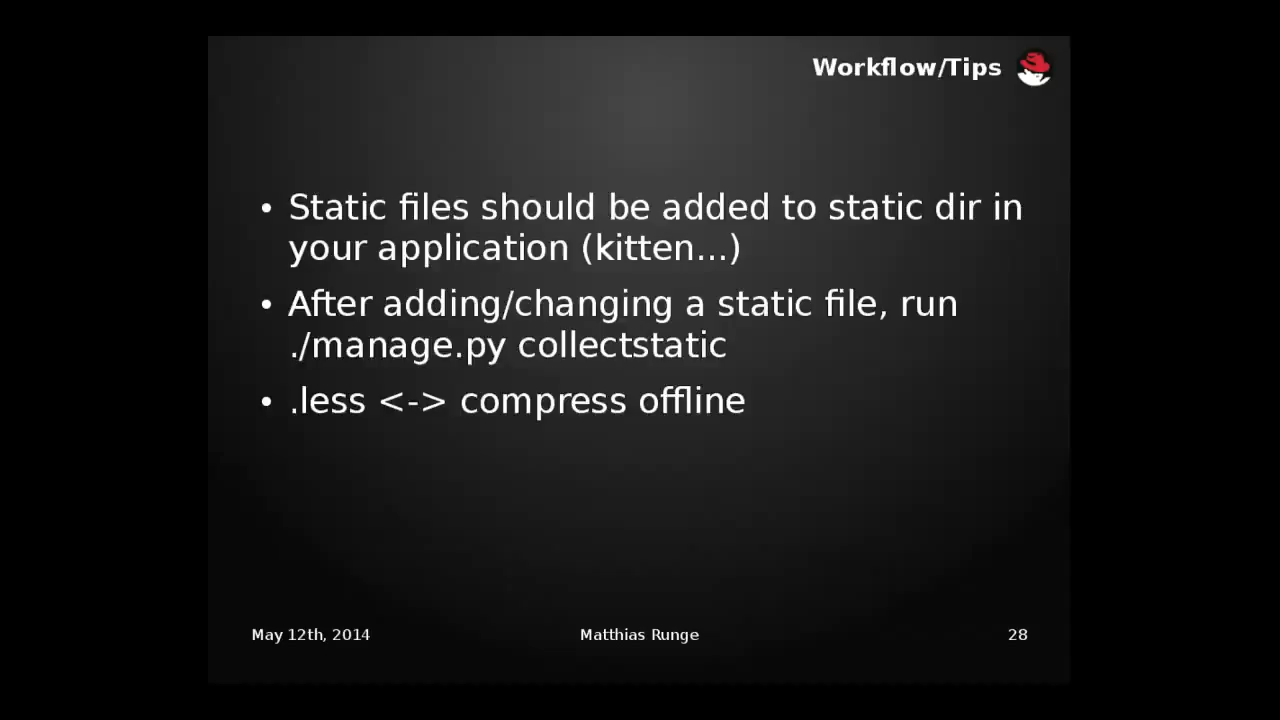 Workflow/Tips
• Static files should be added to static dir in
your application (kitten...)
• After adding/changing a static file, run
./manage.py collectstatic
• .less <-> compress offline
May 12th, 2014
Matthias Runge
28